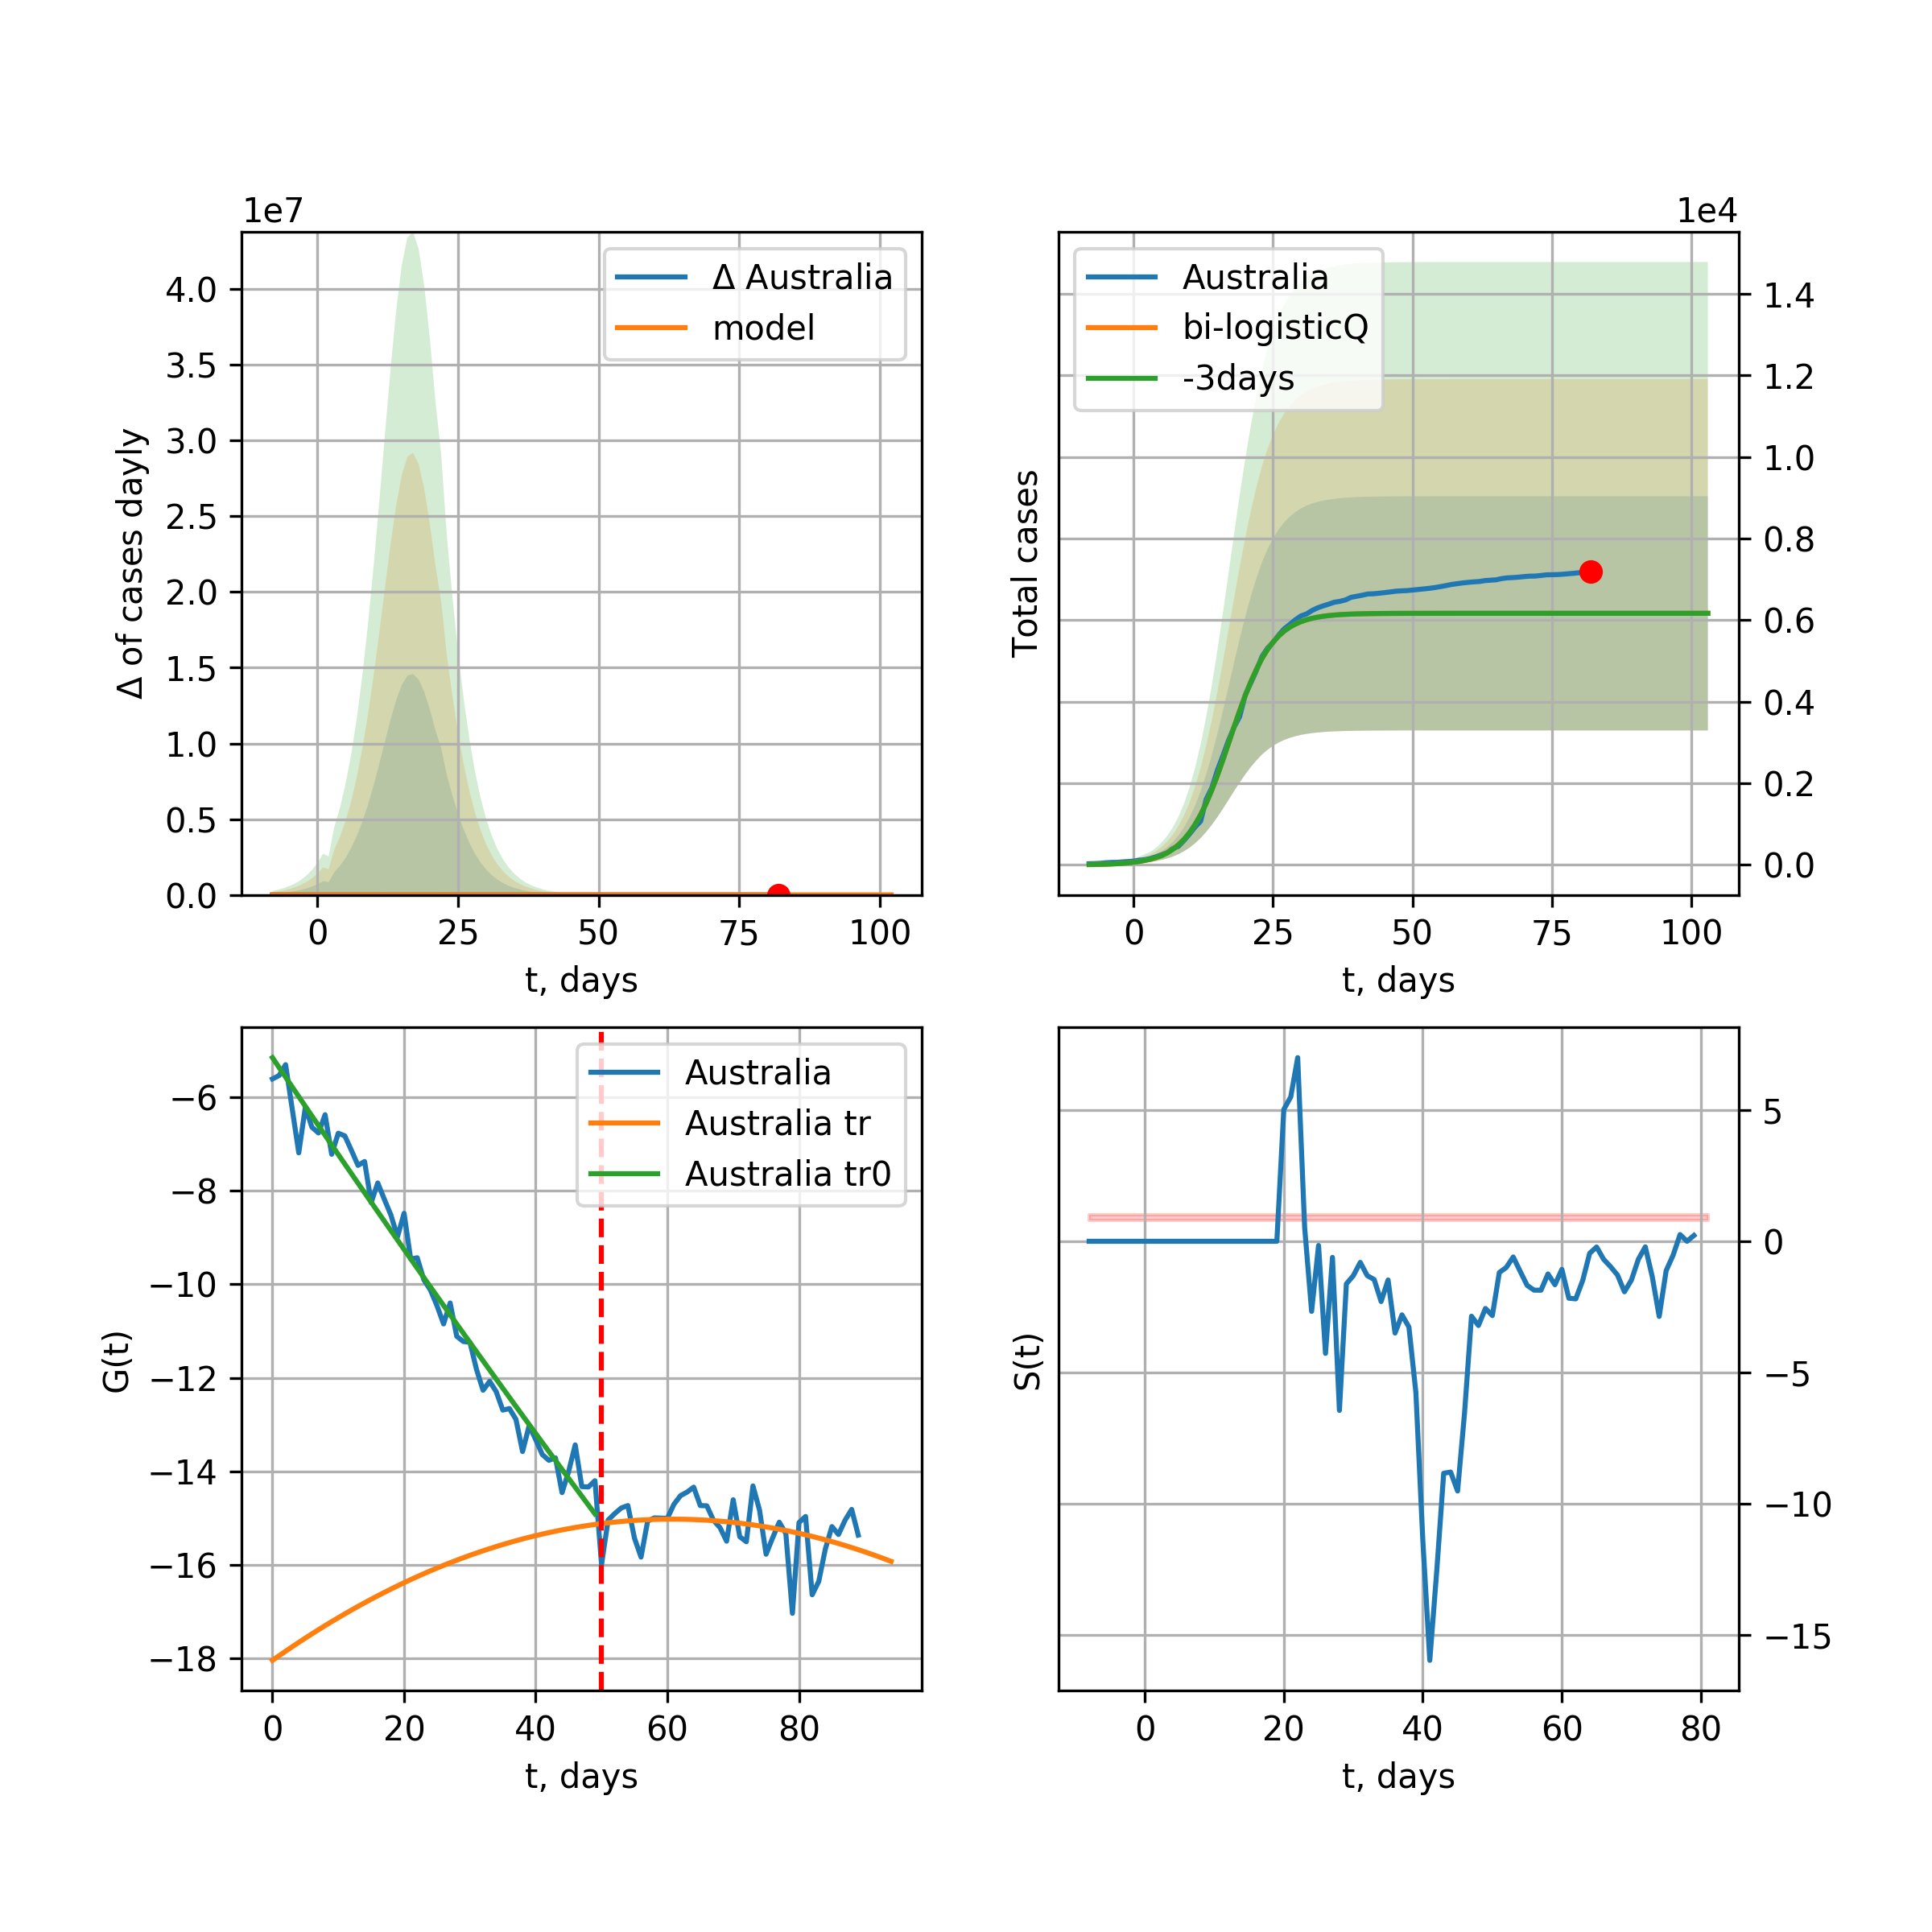 1e7
Δ of cases dayly
4.0
3.5
3.0
2.5
2.0
1.5
1.0
0.5
0.0
Δ Australia
model
0 25 50 75 100
t, days
1e4
Total cases
Australia
bi-logisticQ
-3days
1.4
1.2
1.0
0.8
0.6
0.4
0.2
0.0
0 25 50 75 100
t, days
G(t)
−6
−8
−10
−12
−14
−16
−18
Australia
Australia tr
Australia tr0
0 20 40 60 80
t, days
S(t)
5
0
−5
−10
−15
0 20 40 60 80
t, days